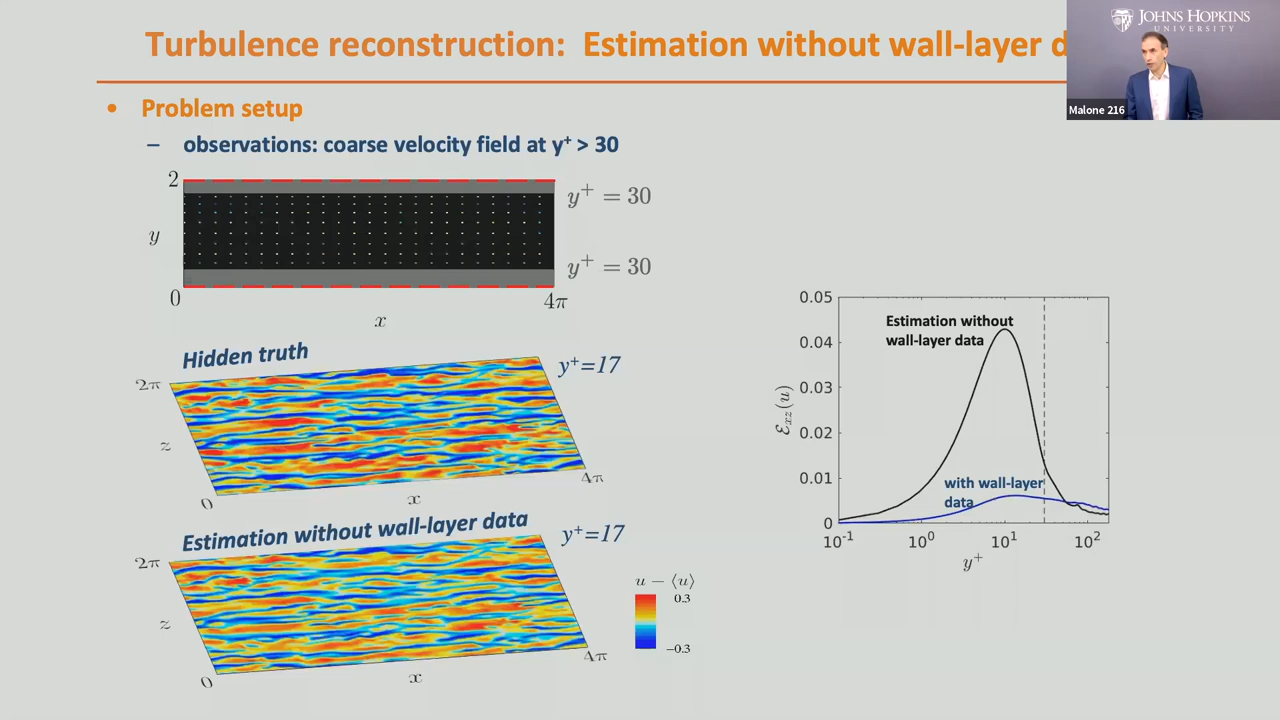 Turbulence reconstruction: Estimation without wall-layer d
JOHNS HOPKINS
UNIVERSITY
Malone 216
• Problem setup
– observations: coarse velocity field at y⁺ > 30
2
y⁺ = 30
y
y⁺ = 30
0
4π
x
Hidden truth
y⁺=17
2π
z
0
x
4π
Estimation without wall-layer data
y⁺=17
2π
z
0
x
4π
u − ⟨u⟩
0.3
−0.3
0.05
0.04
0.03
0.02
0.01
0
ℰxz(u)
Estimation without
wall-layer data
with wall-layer
data
10⁻¹ 10⁰ 10¹ 10²
y⁺